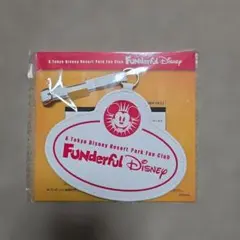 A Tokyo Disney Resort Park Fan Club FUNderful Disney
A Tokyo Disney Resort Park Fan Club
FUNderful Disney